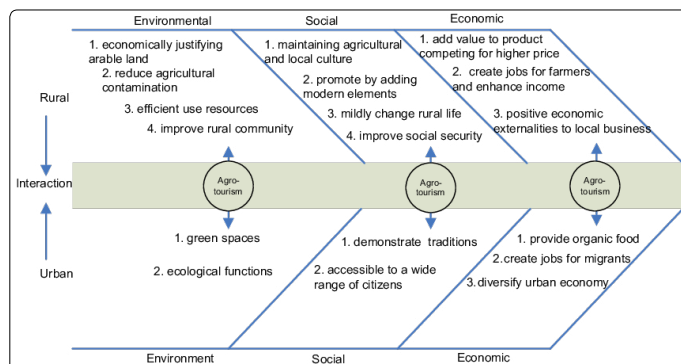 Environmental
Social
Economic
1. economically justifying
arable land
2. reduce agricultural
contamination
3. efficient use resources
4. improve rural community
1. maintaining agricultural
and local culture
2. promote by adding
modern elements
3. mildly change rural life
4. improve social security
1. add value to product
competing for higher price
2. create jobs for farmers
and enhance income
3. positive economic
externalities to local business
Rural
Interaction
Urban
Agro-
tourism
Agro-
tourism
Agro-
tourism
1. green spaces
2. ecological functions
1. demonstrate traditions
2. accessible to a wide
range of citizens
1. provide organic food
2.create jobs for migrants
3.diversify urban economy
Environment
Social
Economic